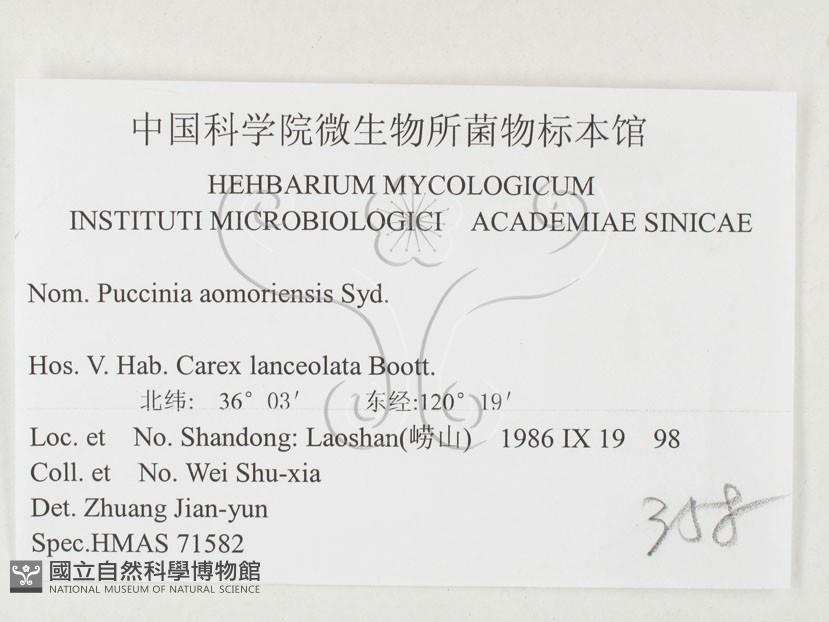 中国科学院微生物所菌物标本馆
HEHBARIUM MYCOLOGICUM
INSTITUTI MICROBIOLOGICI ACADEMIAE SINICAE
Nom. Puccinia aomoriensis Syd.
Hos. V. Hab. Carex lanceolata Boott.
北纬: 36° 03′ 东经:120° 19′
Loc. et No. Shandong: Laoshan(崂山) 1986 IX 19 98
Coll. et No. Wei Shu-xia
Det. Zhuang Jian-yun
Spec.HMAS 71582
358
國立自然科學博物館
NATIONAL MUSEUM OF NATURAL SCIENCE